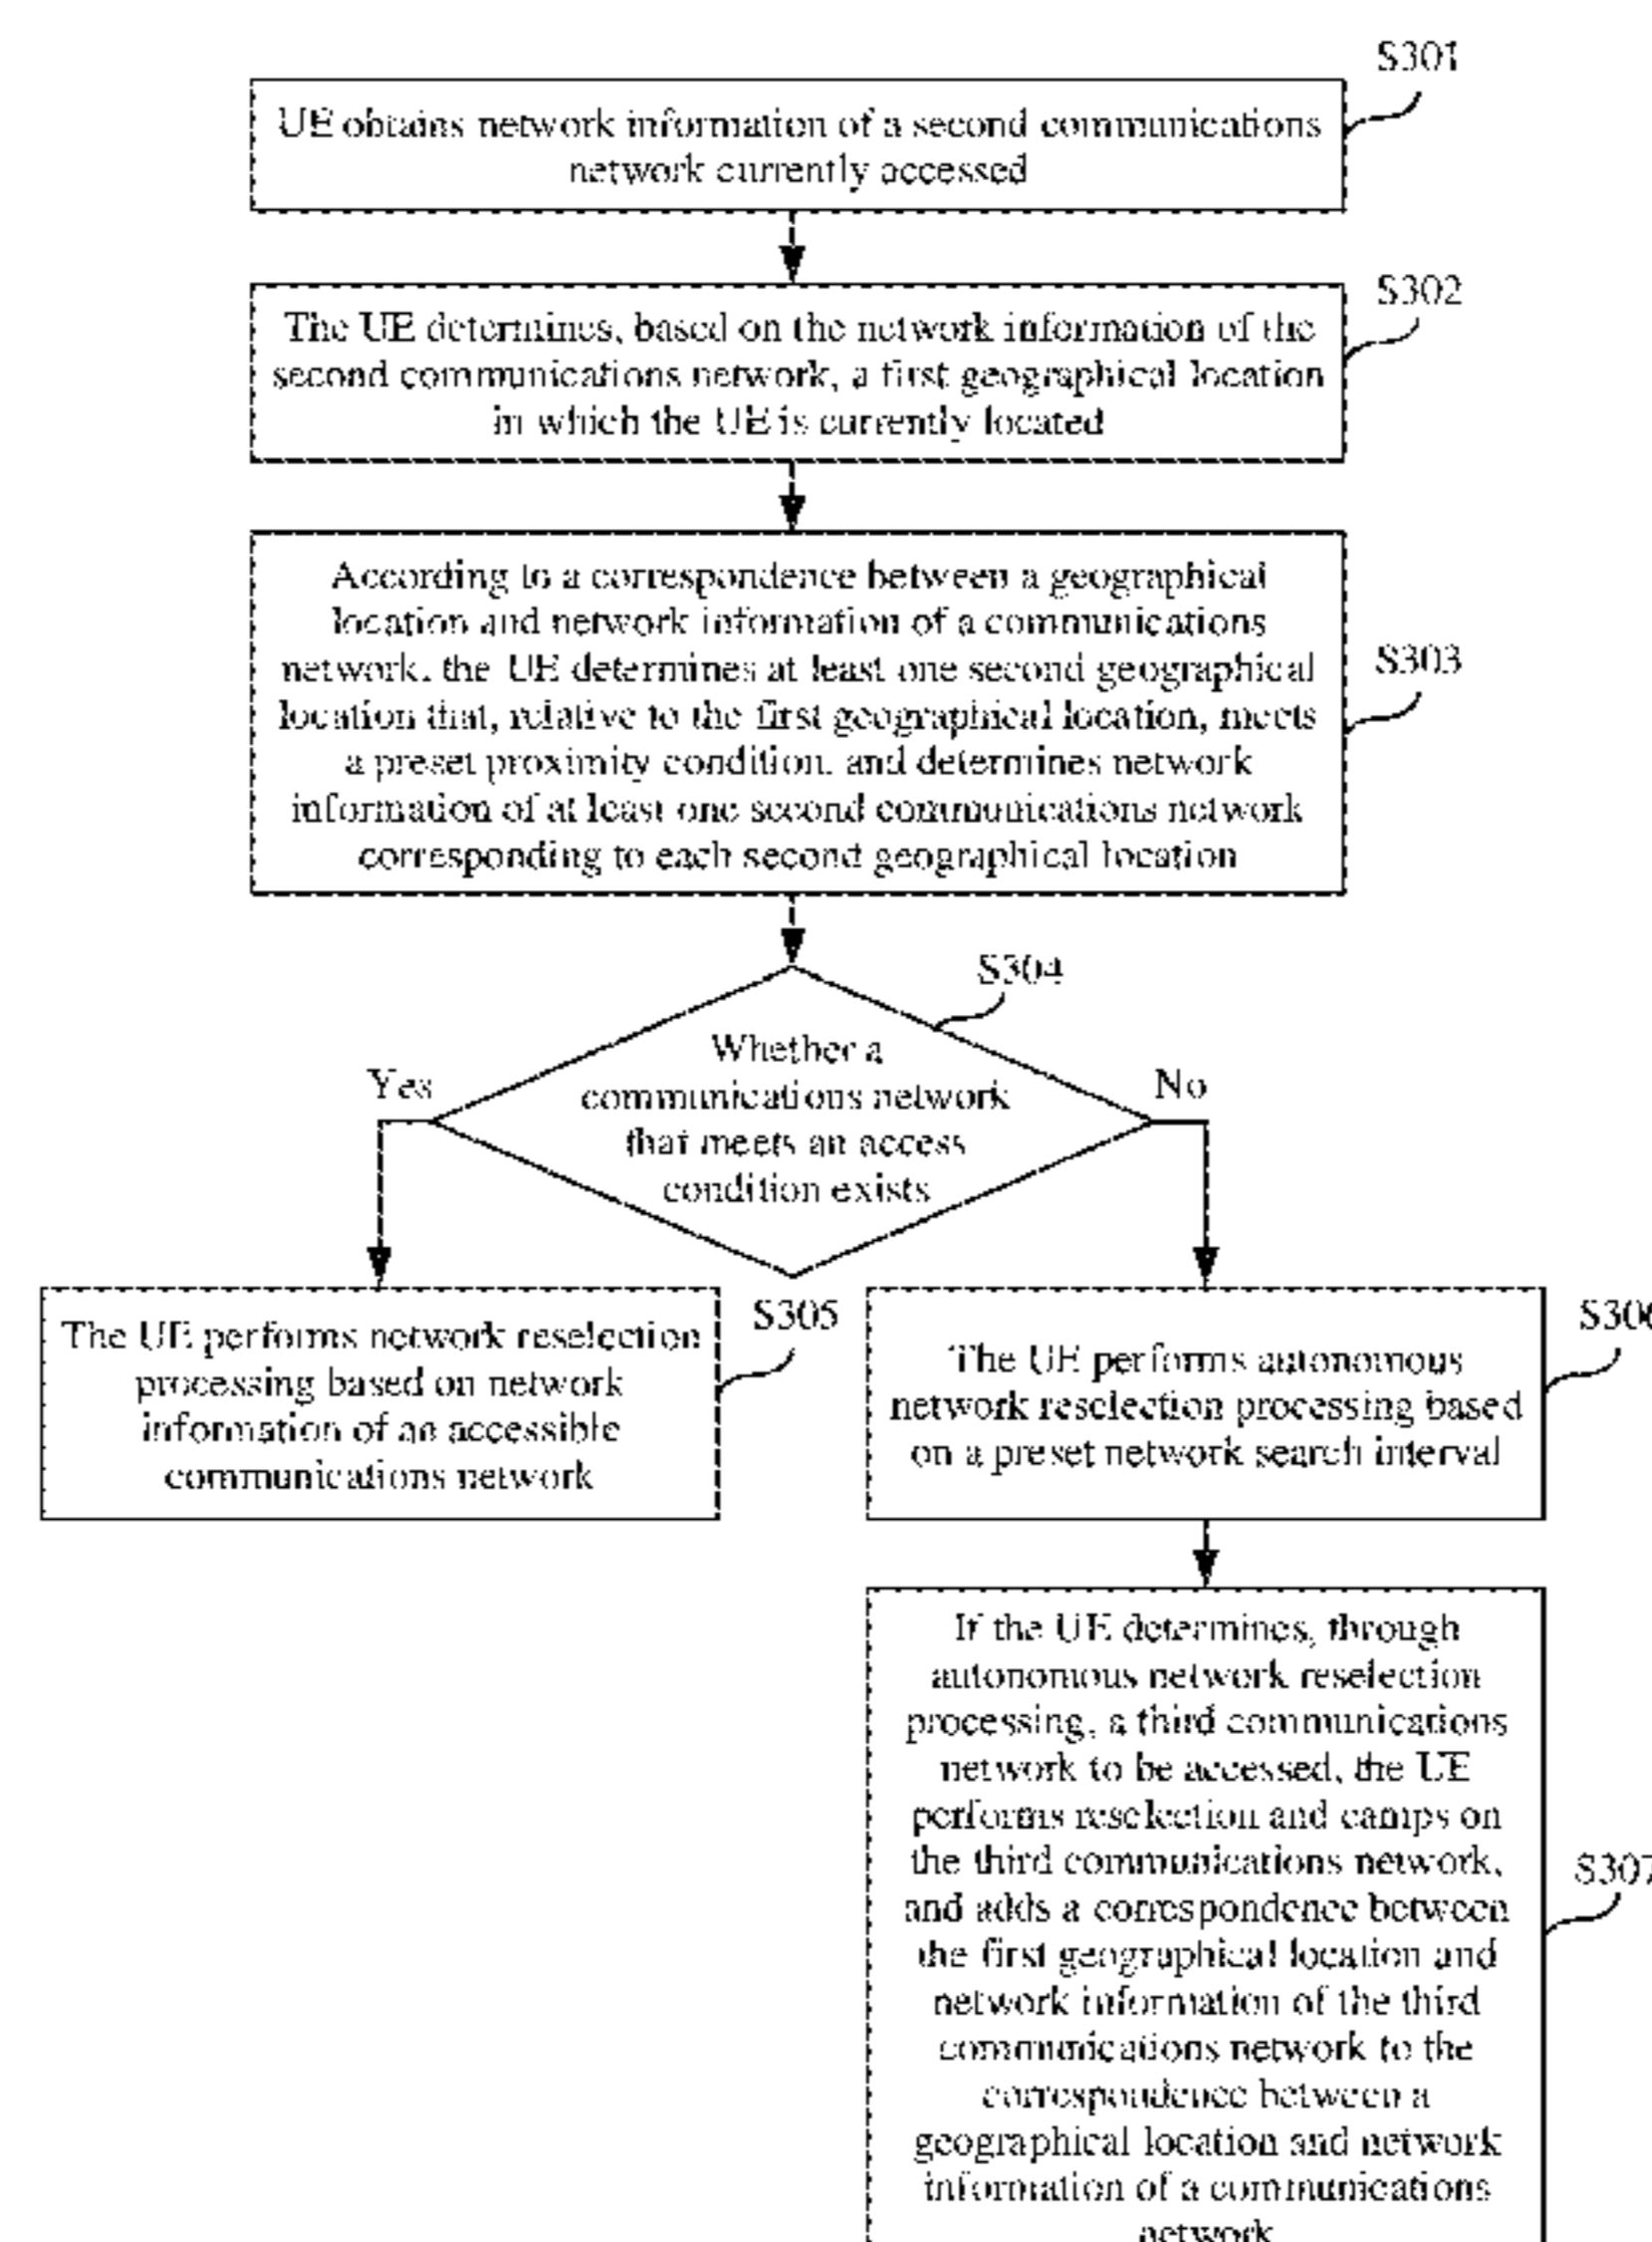 S301
UE obtains network information of a second communications
network currently accessed
S302
The UE determines, based on the network information of the
second communications network, a first geographical location
in which the UE is currently located
According to a correspondence between a geographical
location and network information of a communications
network, the UE determines at least one second geographical
location that, relative to the first geographical location, meets
a preset proximity condition, and determines network
information of at least one second communications network
corresponding to each second geographical location
S303
S304
Whether a
communications network
that meets an access
condition exists
Yes
No
The UE performs network reselection
processing based on network
information of an accessible
communications network
S305
The UE performs autonomous
network reselection processing based
on a preset network search interval
S306
If the UE determines, through
autonomous network reselection
processing, a third communications
network to be accessed, the UE
performs reselection and camps on
the third communications network,
and adds a correspondence between
the first geographical location and
network information of the third
communications network to the
correspondence between a
geographical location and network
information of a communications
network
S307